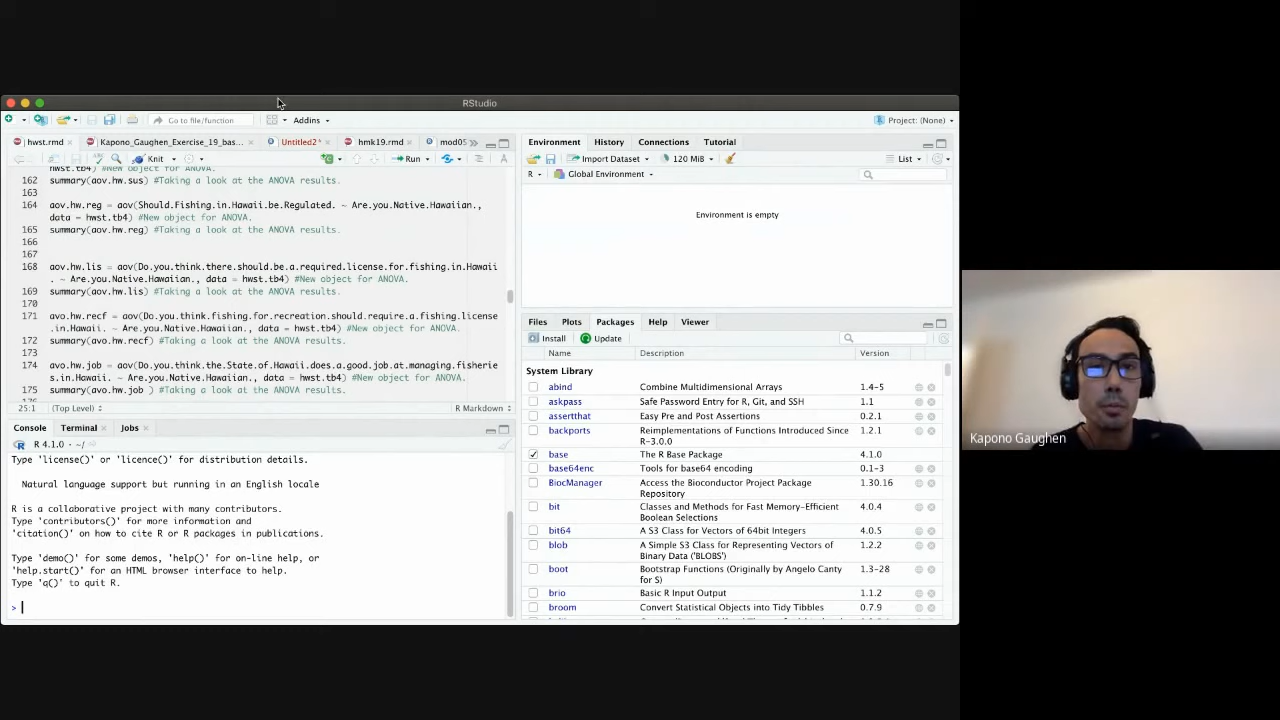 RStudio
Go to file/function
Addins
Project: (None)
hwst.rmd
Kapono_Gaughen_Exercise_19_bas...
Untitled2*
hmk19.rmd
mod05
Knit
Run
hwst.tb4) #New object for ANOVA.
162 summary(aov.hw.sus) #Taking a look at the ANOVA results.
163
164 aov.hw.reg = aov(Should.Fishing.in.Hawaii.be.Regulated. ~ Are.you.Native.Hawaiian.,
data = hwst.tb4) #New object for ANOVA.
165 summary(aov.hw.reg) #Taking a look at the ANOVA results.
166
167
168 aov.hw.lis = aov(Do.you.think.there.should.be.a.required.license.for.fishing.in.Hawaii
. ~ Are.you.Native.Hawaiian., data = hwst.tb4) #New object for ANOVA.
169 summary(aov.hw.lis) #Taking a look at the ANOVA results.
170
171 avo.hw.recf = aov(Do.you.think.fishing.for.recreation.should.require.a.fishing.license
.in.Hawaii. ~ Are.you.Native.Hawaiian., data = hwst.tb4) #New object for ANOVA.
172 summary(avo.hw.recf) #Taking a look at the ANOVA results.
173
174 avo.hw.job = aov(Do.you.think.the.State.of.Hawaii.does.a.good.job.at.managing.fisherie
s.in.Hawaii. ~ Are.you.Native.Hawaiian., data = hwst.tb4) #New object for ANOVA.
175 summary(avo.hw.job ) #Taking a look at the ANOVA results.
25:1 (Top Level) R Markdown
Console Terminal Jobs
R 4.1.0 · ~/
Type 'license()' or 'licence()' for distribution details.
Natural language support but running in an English locale
R is a collaborative project with many contributors.
Type 'contributors()' for more information and
'citation()' on how to cite R or R packages in publications.
Type 'demo()' for some demos, 'help()' for on-line help, or
'help.start()' for an HTML browser interface to help.
Type 'q()' to quit R.
>
Environment History Connections Tutorial
Import Dataset 120 MiB List
R Global Environment
Environment is empty
Files Plots Packages Help Viewer
Install Update
Name Description Version
System Library
abind Combine Multidimensional Arrays 1.4-5
askpass Safe Password Entry for R, Git, and SSH 1.1
assertthat Easy Pre and Post Assertions 0.2.1
backports Reimplementations of Functions Introduced Since 1.2.1
R-3.0.0
base The R Base Package 4.1.0
base64enc Tools for base64 encoding 0.1-3
BiocManager Access the Bioconductor Project Package 1.30.16
Repository
bit Classes and Methods for Fast Memory-Efficient 4.0.4
Boolean Selections
bit64 A S3 Class for Vectors of 64bit Integers 4.0.5
blob A Simple S3 Class for Representing Vectors of 1.2.2
Binary Data ('BLOBS')
boot Bootstrap Functions (Originally by Angelo Canty 1.3-28
for S)
brio Basic R Input Output 1.1.2
broom Convert Statistical Objects into Tidy Tibbles 0.7.9
Kapono Gaughen